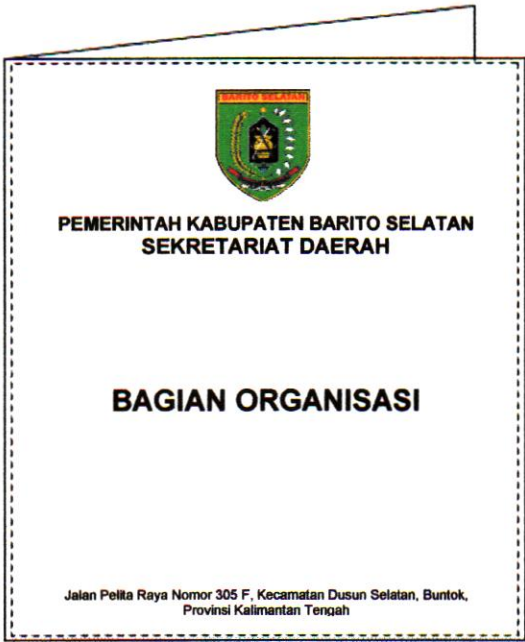 BARITO SELATAN
PEMERINTAH KABUPATEN BARITO SELATAN
SEKRETARIAT DAERAH
BAGIAN ORGANISASI
Jalan Pelita Raya Nomor 305 F, Kecamatan Dusun Selatan, Buntok,
Provinsi Kalimantan Tengah